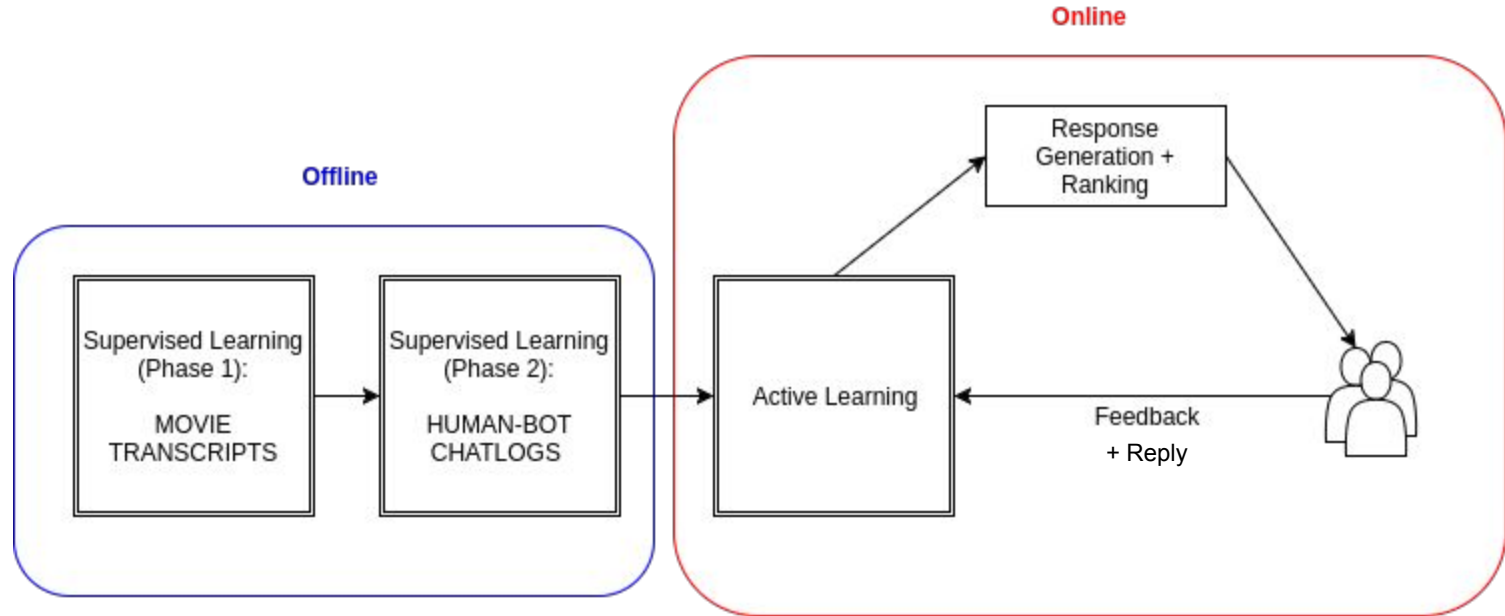 Online
Offline
Response
Generation +
Ranking
Supervised Learning
(Phase 1):
MOVIE
TRANSCRIPTS
Supervised Learning
(Phase 2):
HUMAN-BOT
CHATLOGS
Active Learning
Feedback
+ Reply